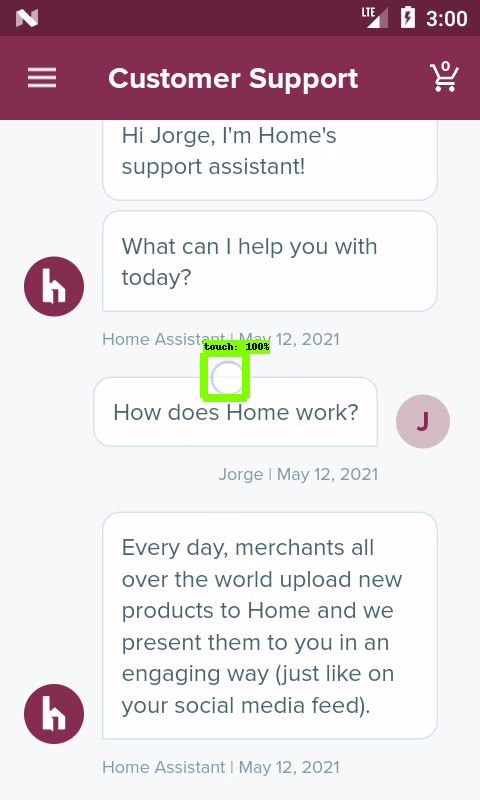 LTE 3:00
Customer Support 0
Hi Jorge, I'm Home's
support assistant!
What can I help you with
today?
h
Home Assistant | May 12, 2021
touch: 100%
How does Home work?
J
Jorge | May 12, 2021
Every day, merchants all
over the world upload new
products to Home and we
present them to you in an
engaging way (just like on
your social media feed).
h
Home Assistant | May 12, 2021